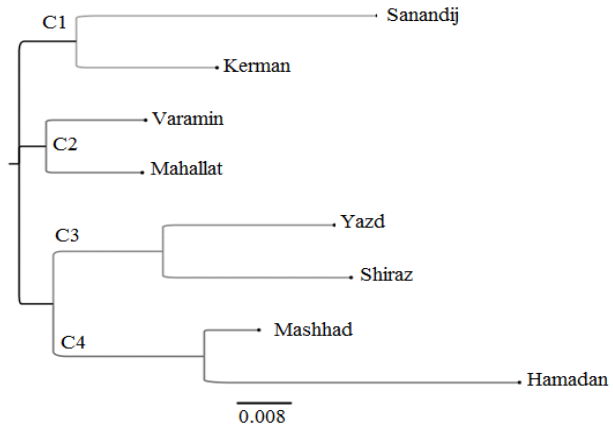 C1
Sanandij
Kerman
Varamin
C2
Mahallat
Yazd
C3
Shiraz
Mashhad
C4
Hamadan
0.008